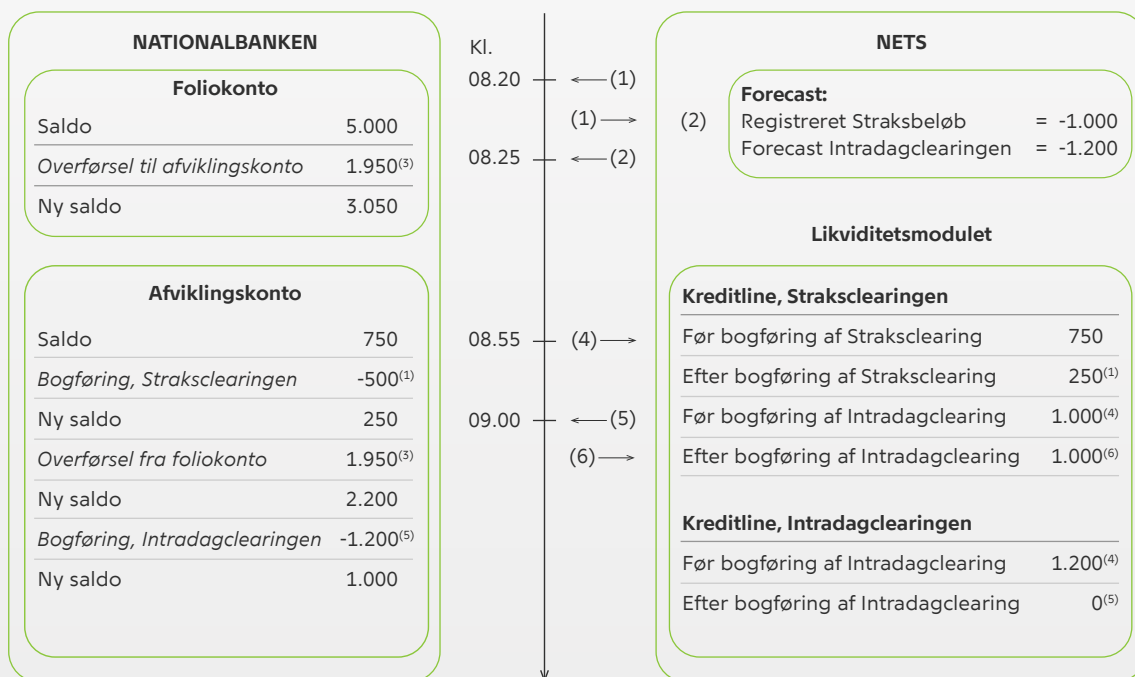 NATIONALBANKEN
Foliokonto
Saldo 5.000
Overførsel til afviklingskonto 1.950(3)
Ny saldo 3.050
Afviklingskonto
Saldo 750
Bogføring, Straksclearingen -500(1)
Ny saldo 250
Overførsel fra foliokonto 1.950(3)
Ny saldo 2.200
Bogføring, Intradagclearingen -1.200(5)
Ny saldo 1.000
Kl.
08.20 (1)
(1)
08.25 (2)
08.55 (4)
09.00 (5)
(6)
NETS
(2)
Forecast:
Registreret Straksbeløb = -1.000
Forecast Intradagclearingen = -1.200
Likviditetsmodulet
Kreditline, Straksclearingen
Før bogføring af Straksclearing 750
Efter bogføring af Straksclearing 250(1)
Før bogføring af Intradagclearing 1.000(4)
Efter bogføring af Intradagclearing 1.000(6)
Kreditline, Intradagclearingen
Før bogføring af Intradagclearing 1.200(4)
Efter bogføring af Intradagclearing 0(5)